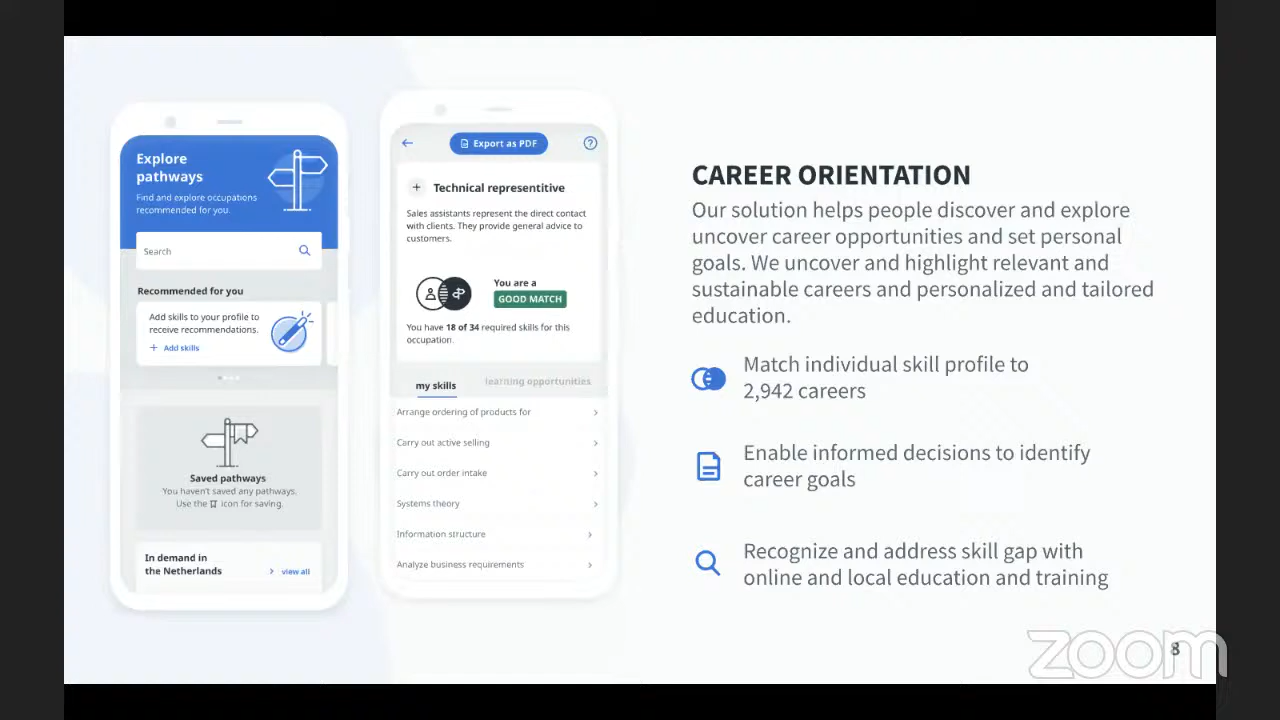 Explore
pathways
Find and explore occupations
recommended for you.
Search
Recommended for you
Add skills to your profile to
receive recommendations.
+ Add skills
Saved pathways
You haven't saved any pathways.
Use the icon for saving.
In demand in
the Netherlands
> view all
Export as PDF
?
+ Technical representitive
Sales assistants represent the direct contact
with clients. They provide general advice to
customers.
You are a
GOOD MATCH
You have 18 of 34 required skills for this
occupation.
my skills
learning opportunities
Arrange ordering of products for
Carry out active selling
Carry out order intake
Systems theory
Information structure
Analyze business requirements
CAREER ORIENTATION
Our solution helps people discover and explore
uncover career opportunities and set personal
goals. We uncover and highlight relevant and
sustainable careers and personalized and tailored
education.
Match individual skill profile to
2,942 careers
Enable informed decisions to identify
career goals
Recognize and address skill gap with
online and local education and training
zoom
8